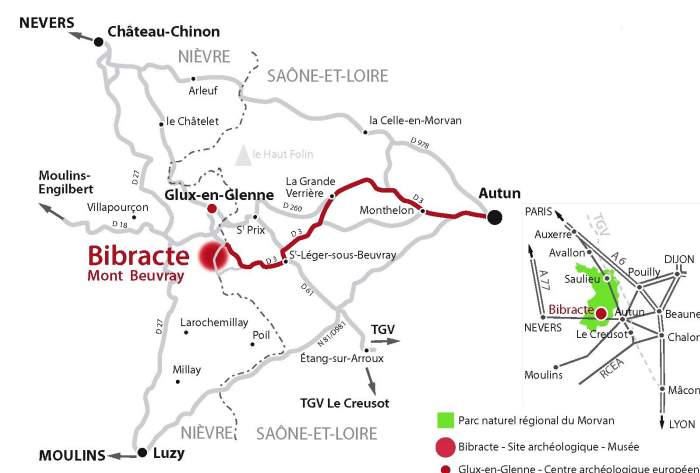 NEVERS
Château-Chinon
NIÈVRE
SAÔNE-ET-LOIRE
Arleuf
le Châtelet
la Celle-en-Morvan
D 978
le Haut Folin
D 27
Moulins-
Engilbert
Glux-en-Glenne
La Grande
Verrière
Autun
Villapourçon
D 18
D 260
Monthelon
D 3
St Prix
D 3
Bibracte
Mont Beuvray
D 3
St-Léger-sous-Beuvray
D 61
D 27
Larochemillay
Poil
N 81/D681
TGV
Étang-sur-Arroux
Millay
TGV Le Creusot
NIÈVRE
SAÔNE-ET-LOIRE
MOULINS
Luzy
PARIS
TGV
Auxerre
Avallon
A 6
DIJON
Saulieu
Pouilly
A 77
Bibracte
Autun
Beaune
NEVERS
Le Creusot
Chalon
Moulins
RCEA
Mâcon
LYON
Parc naturel régional du Morvan
Bibracte - Site archéologique - Musée
Glux-en-Glenne - Centre archéologique européen